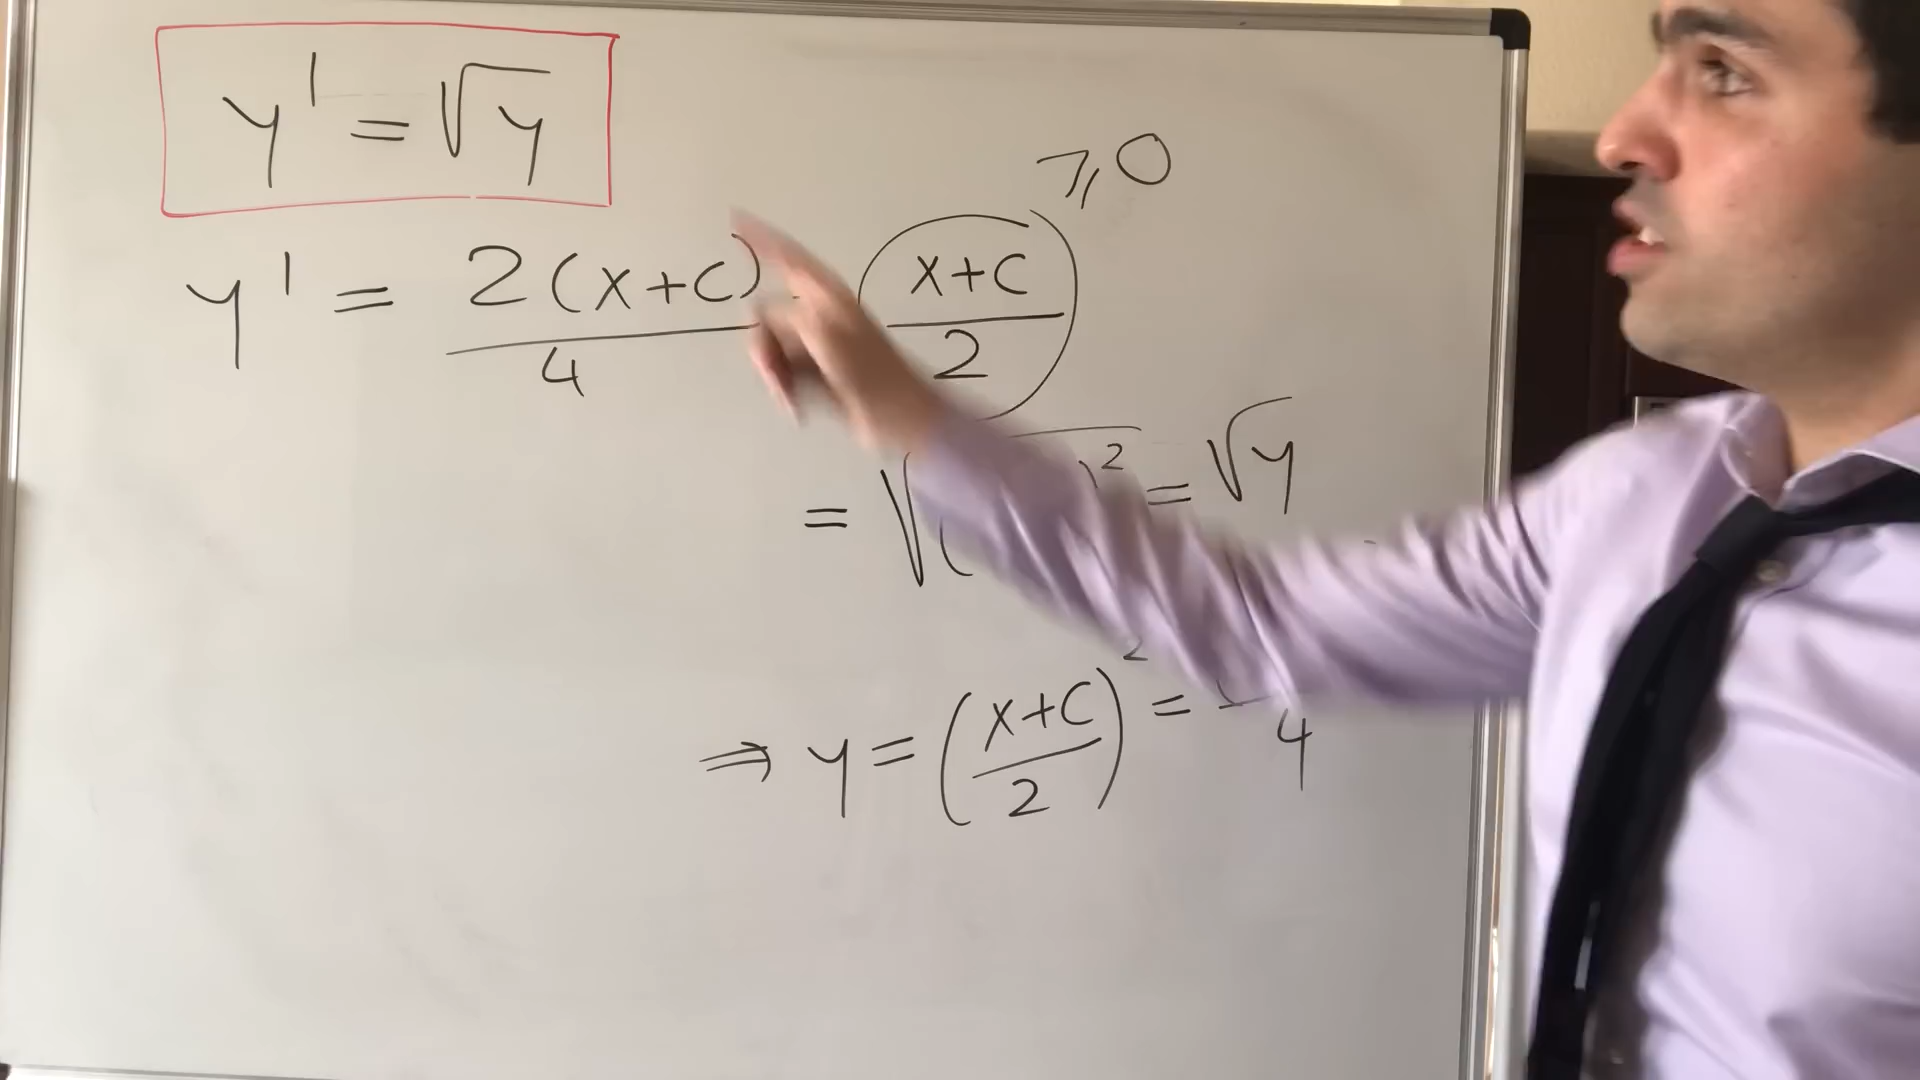 y' = √y
≥0
y' = 2(x+c)/4 (x+c)/2
= √( )² = √y
⇒ y = ((x+c)/2)² = 4